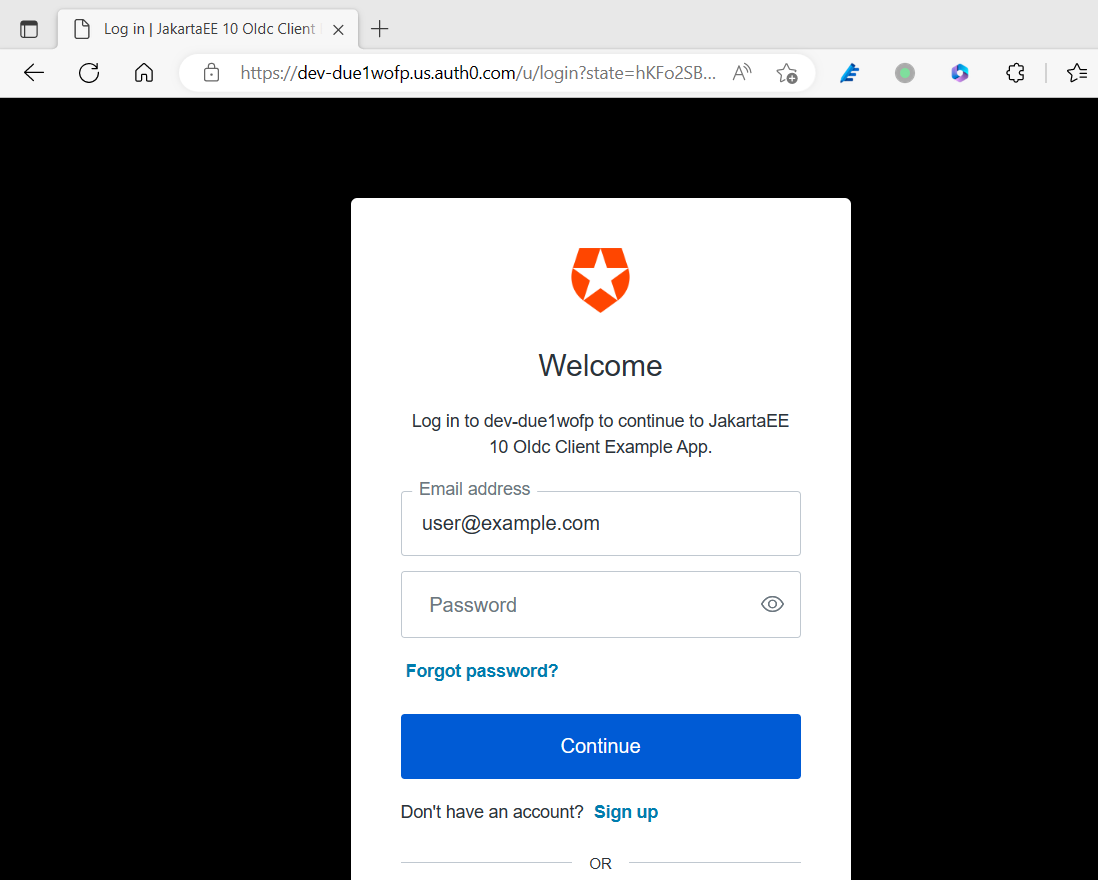 Log in | JakartaEE 10 OIdc Client
https://dev-due1wofp.us.auth0.com/u/login?state=hKFo2SB...
Welcome
Log in to dev-due1wofp to continue to JakartaEE
10 OIdc Client Example App.
Email address
user@example.com
Password
Forgot password?
Continue
Don't have an account? Sign up
OR